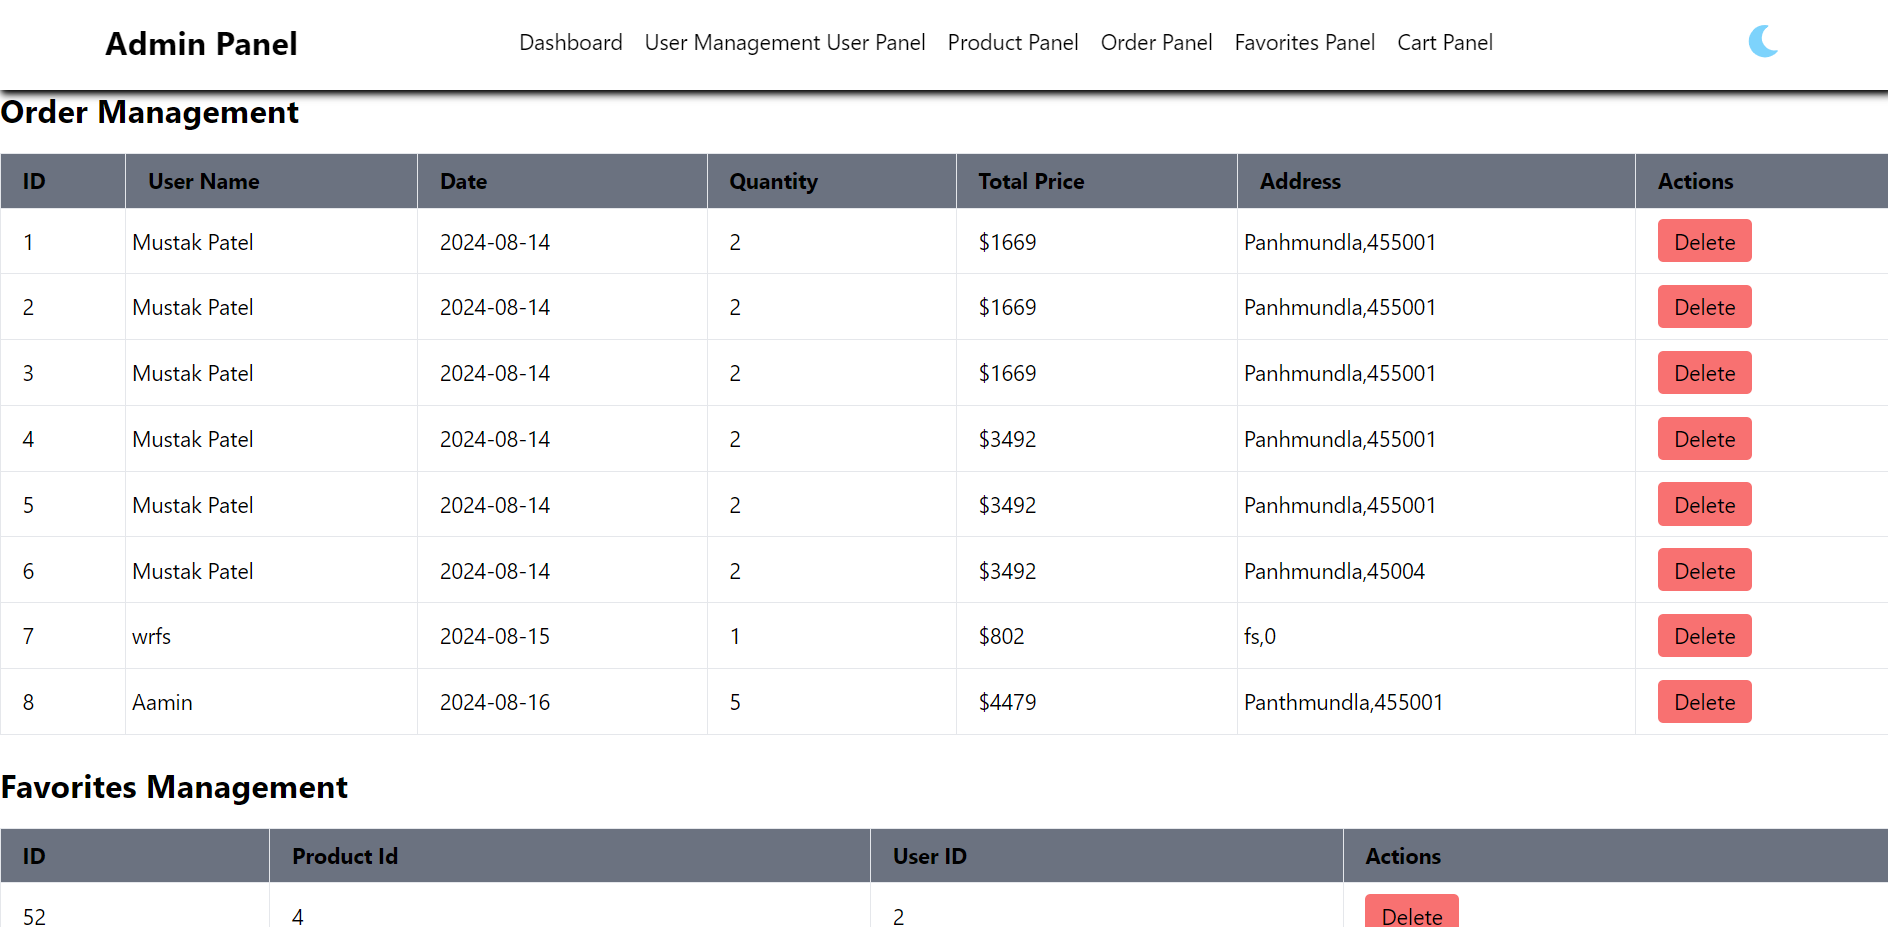 Admin Panel
Dashboard User Management User Panel Product Panel Order Panel Favorites Panel Cart Panel
Order Management
ID User Name Date Quantity Total Price Address Actions
1 Mustak Patel 2024-08-14 2 $1669 Panhmundla,455001 Delete
2 Mustak Patel 2024-08-14 2 $1669 Panhmundla,455001 Delete
3 Mustak Patel 2024-08-14 2 $1669 Panhmundla,455001 Delete
4 Mustak Patel 2024-08-14 2 $3492 Panhmundla,455001 Delete
5 Mustak Patel 2024-08-14 2 $3492 Panhmundla,455001 Delete
6 Mustak Patel 2024-08-14 2 $3492 Panhmundla,45004 Delete
7 wrfs 2024-08-15 1 $802 fs,0 Delete
8 Aamin 2024-08-16 5 $4479 Panthmundla,455001 Delete
Favorites Management
ID Product Id User ID Actions
52 4 2 Delete